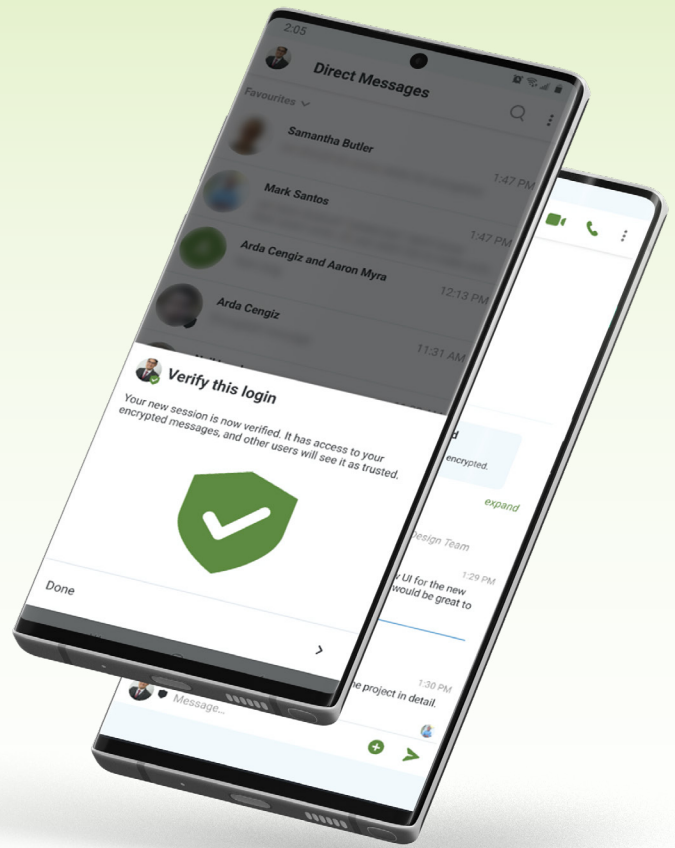 2:05
Direct Messages
Favourites
Samantha Butler
1:47 PM
Mark Santos
1:47 PM
Arda Cengiz and Aaron Myra
12:13 PM
Arda Cengiz
11:31 AM
Verify this login
Your new session is now verified. It has access to your
encrypted messages, and other users will see it as trusted.
Done
d
encrypted.
expand
Design Team
1:29 PM
UI for the new
would be great to
1:30 PM
e project in detail.
Message...